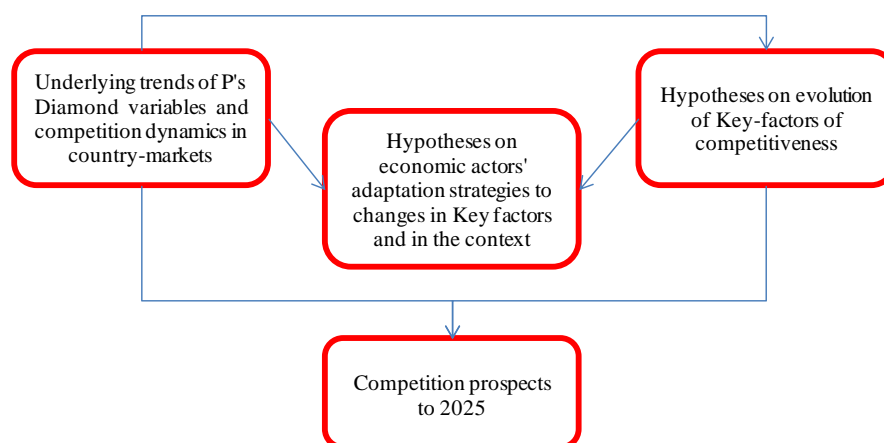 Underlying trends of P's
Diamond variables and
competition dynamics in
country-markets
Hypotheses on
economic actors'
adaptation strategies to
changes in Key factors
and in the context
Hypotheses on evolution
of Key-factors of
competitiveness
Competition prospects
to 2025